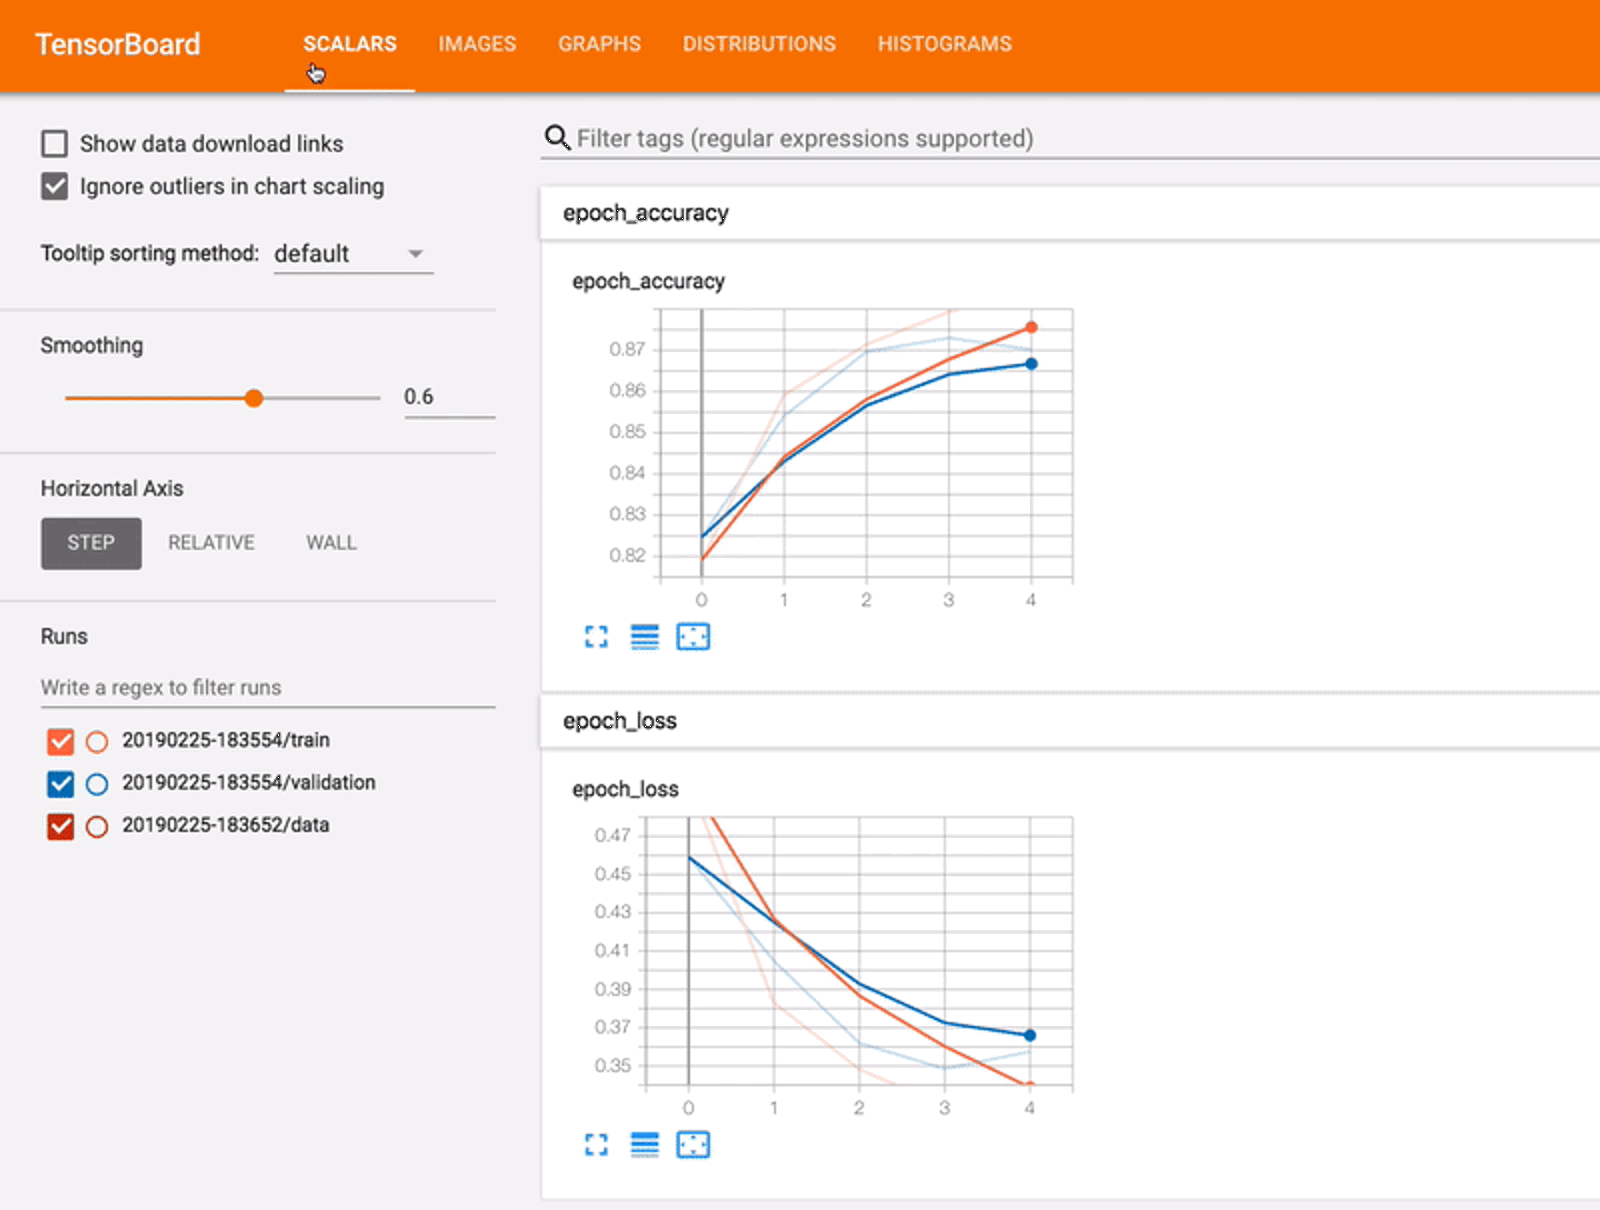 TensorBoard SCALARS IMAGES GRAPHS DISTRIBUTIONS HISTOGRAMS
Show data download links
Ignore outliers in chart scaling
Tooltip sorting method: default
Smoothing
0.6
Horizontal Axis
STEP RELATIVE WALL
Runs
Write a regex to filter runs
20190225-183554/train
20190225-183554/validation
20190225-183652/data
Filter tags (regular expressions supported)
epoch_accuracy
epoch_accuracy
0.87
0.86
0.85
0.84
0.83
0.82
0 1 2 3 4
epoch_loss
epoch_loss
0.47
0.45
0.43
0.41
0.39
0.37
0.35
0 1 2 3 4